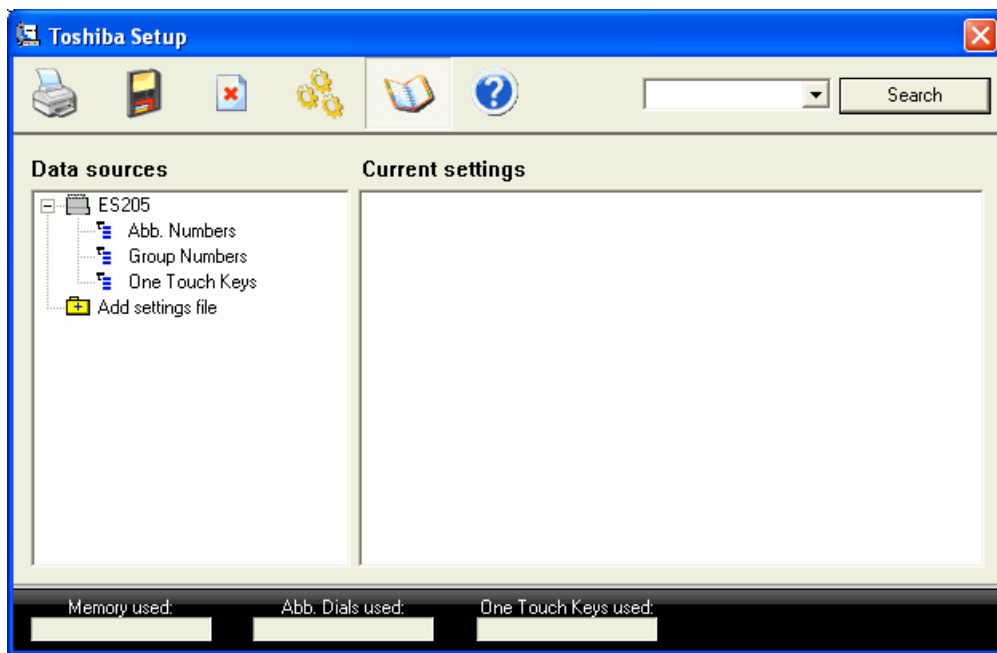 Toshiba Setup
Search
Data sources
Current settings
ES205
Abb. Numbers
Group Numbers
One Touch Keys
Add settings file
Memory used:
Abb. Dials used:
One Touch Keys used: